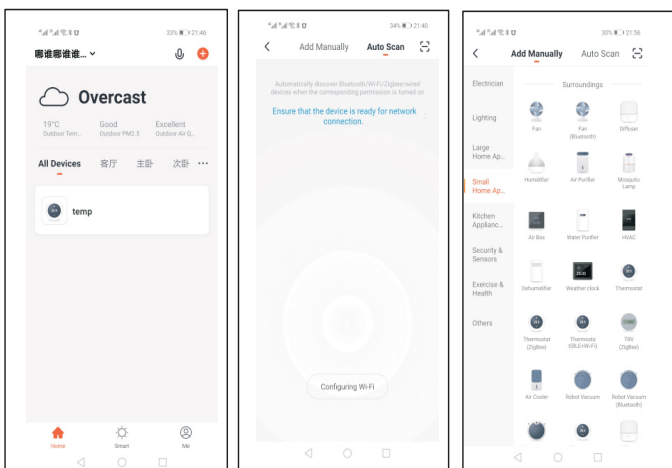 33% 21:46
哪谁哪谁谁...
Overcast
19°C Good Excellent
Outdoor Tem... Outdoor PM2.5 Outdoor Air Q...
All Devices 客厅 主卧 次卧 •••
temp
Home Smart Me
34% 21:40
Add Manually Auto Scan
Automatically discover Bluetooth/Wi-Fi/Zigbee/wired
devices when the corresponding permission is turned on
Ensure that the device is ready for network
connection.
Configuring Wi-Fi
30% 21:56
Add Manually Auto Scan
Electrician
Lighting
Large
Home Ap...
Small
Home Ap...
Kitchen
Applianc...
Security &
Sensors
Exercise &
Health
Others
Surroundings
Fan Fan
(Bluetooth) Diffuser
Humidifier Air Purifier Mosquito
Lamp
Air Box Water Purifier HVAC
Dehumidifier Weather clock Thermostat
Thermostat
(ZigBee) Thermosta
t(BLE+Wi-Fi) TRV
(ZigBee)
Air Cooler Robot Vacuum Robot Vacuum
(Bluetooth)